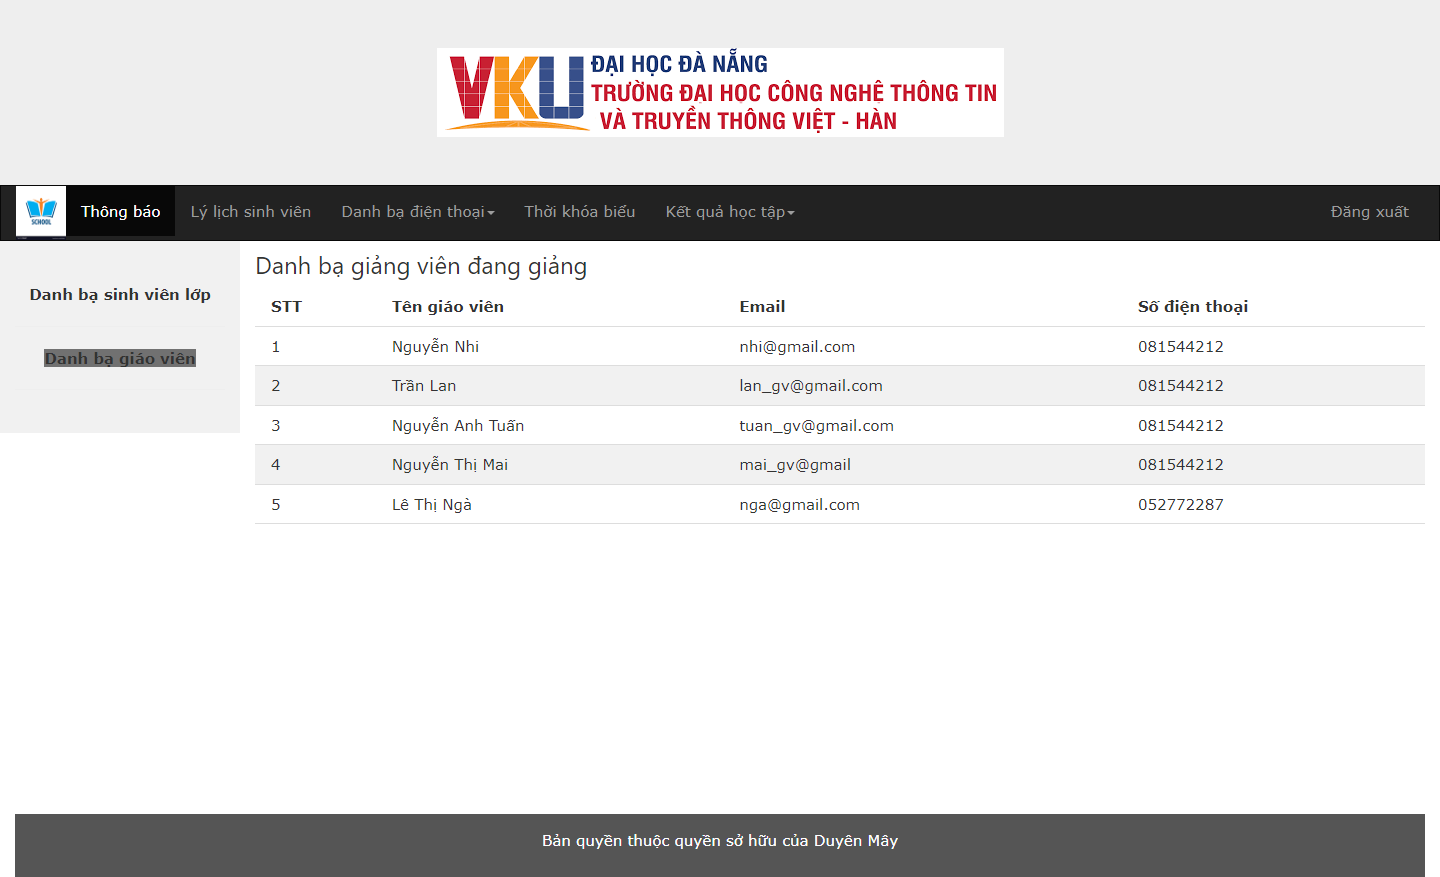 VKU
ĐẠI HỌC ĐÀ NẴNG
TRƯỜNG ĐẠI HỌC CÔNG NGHỆ THÔNG TIN
VÀ TRUYỀN THÔNG VIỆT - HÀN
SCHOOL
Thông báo Lý lịch sinh viên Danh bạ điện thoại Thời khóa biểu Kết quả học tập Đăng xuất
Danh bạ sinh viên lớp
Danh bạ giáo viên
Danh bạ giảng viên đang giảng
STT Tên giáo viên Email Số điện thoại
1 Nguyễn Nhi nhi@gmail.com 081544212
2 Trần Lan lan_gv@gmail.com 081544212
3 Nguyễn Anh Tuấn tuan_gv@gmail.com 081544212
4 Nguyễn Thị Mai mai_gv@gmail 081544212
5 Lê Thị Ngà nga@gmail.com 052772287
Bản quyền thuộc quyền sở hữu của Duyên Mây